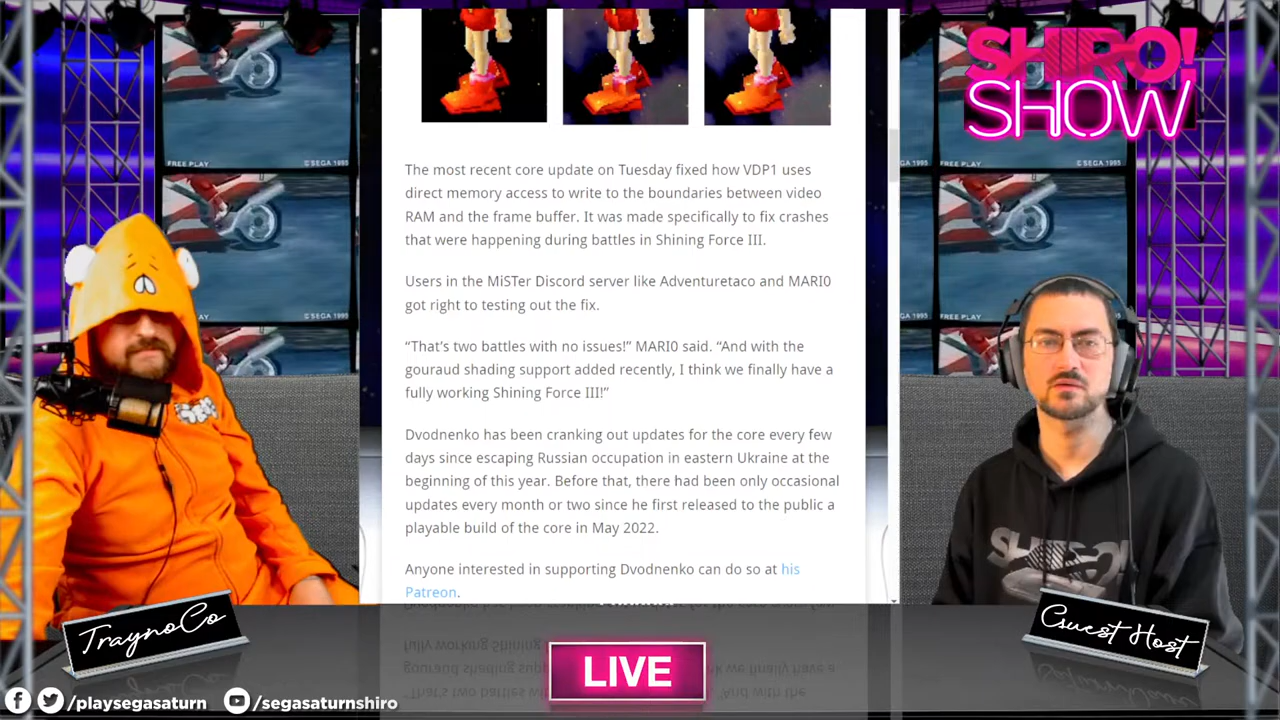 SHIRO!
SHOW
FREE PLAY
©SEGA 1995
FREE PLAY
©SEGA 1995
FREE PLAY
©SEGA 1995
The most recent core update on Tuesday fixed how VDP1 uses
direct memory access to write to the boundaries between video
RAM and the frame buffer. It was made specifically to fix crashes
that were happening during battles in Shining Force III.
Users in the MiSTer Discord server like Adventuretaco and MARI0
got right to testing out the fix.
“That’s two battles with no issues!” MARI0 said. “And with the
gouraud shading support added recently, I think we finally have a
fully working Shining Force III!”
Dvodnenko has been cranking out updates for the core every few
days since escaping Russian occupation in eastern Ukraine at the
beginning of this year. Before that, there had been only occasional
updates every month or two since he first released to the public a
playable build of the core in May 2022.
Anyone interested in supporting Dvodnenko can do so at his
Patreon.
TraynoCo
Guest Host
LIVE
/playsegasaturn
/segasaturnshiro